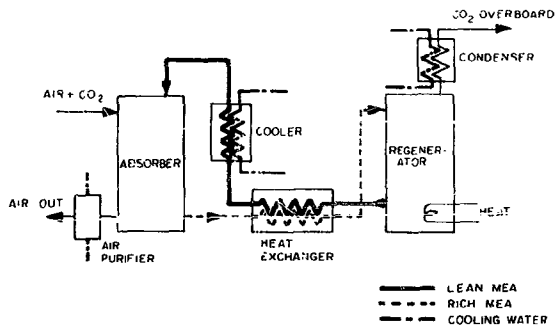 CO2 OVERBOARD
CONDENSER
AIR + CO2
COOLER
ABSORBER
REGENER-
ATOR
AIR OUT
HEAT
AIR
PURIFIER
HEAT
EXCHANGER
LEAN MEA
RICH MEA
COOLING WATER